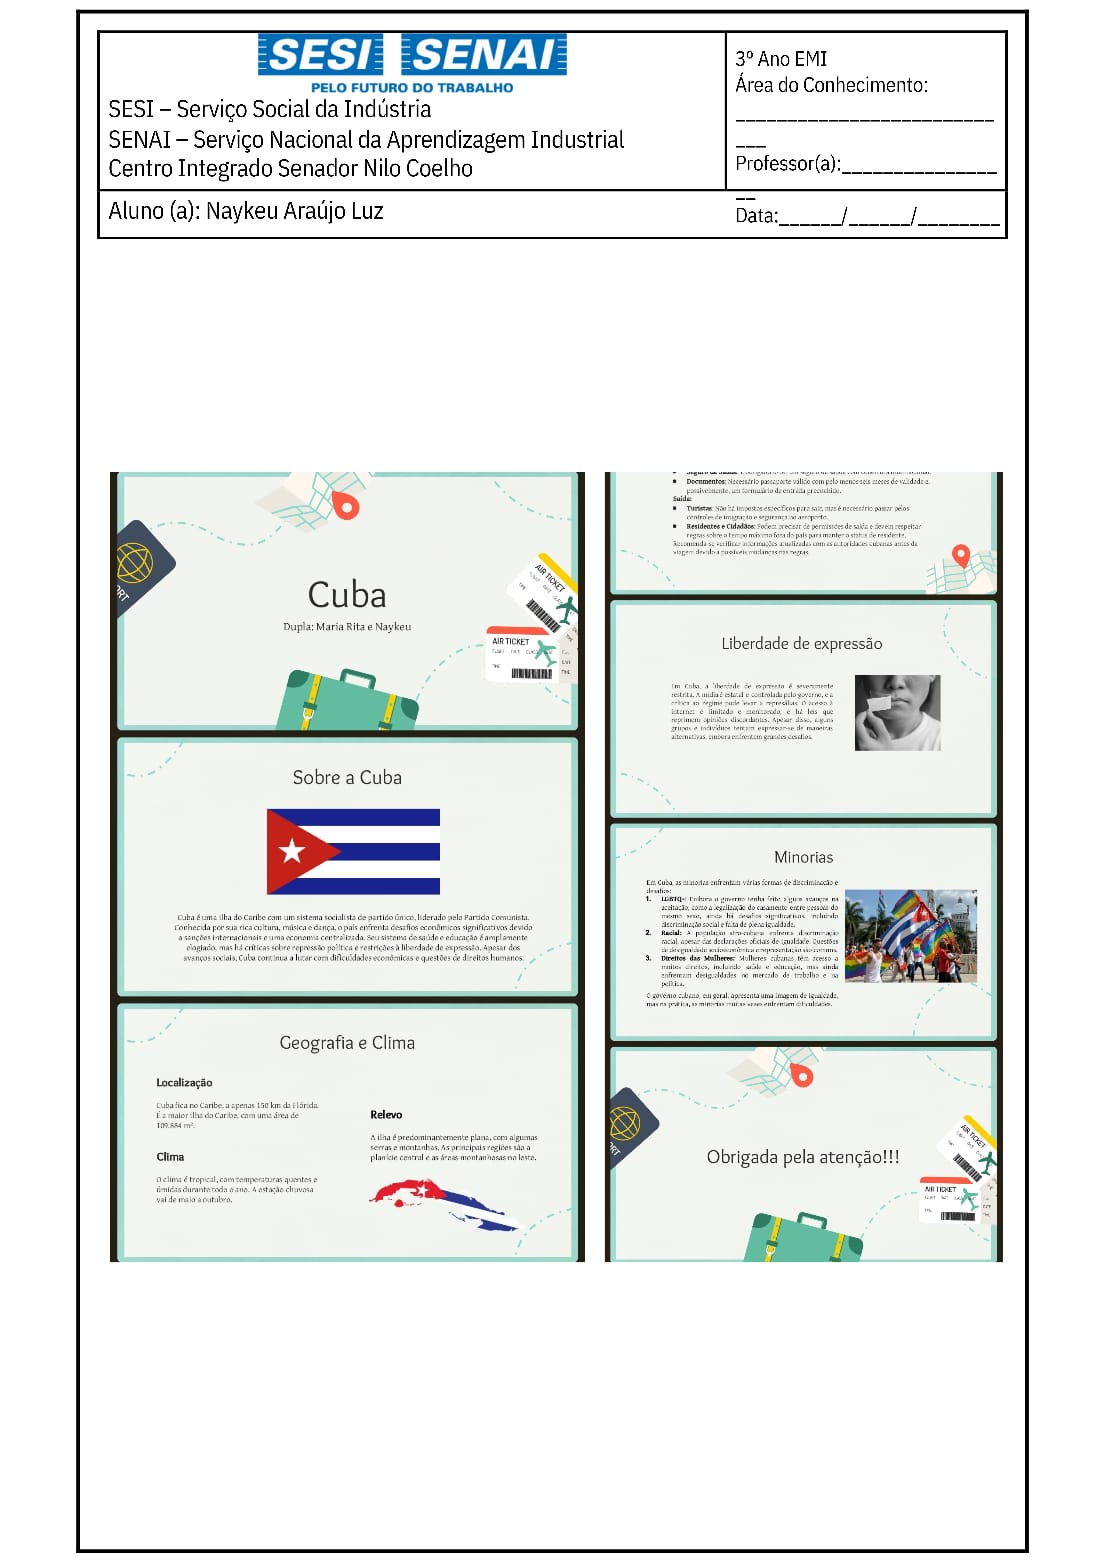 SESI SENAI
PELO FUTURO DO TRABALHO
SESI – Serviço Social da Indústria
SENAI – Serviço Nacional da Aprendizagem Industrial
Centro Integrado Senador Nilo Coelho
3º Ano EMI
Área do Conhecimento:
_________________________
___
Professor(a):_______________
__
Aluno (a): Naykeu Araújo Luz
Data:______/______/________
AIR TICKET
AIR TICKET
Cuba
Dupla: Maria Rita e Naykeu
Sobre a Cuba
Cuba é uma ilha do Caribe com um sistema socialista de partido único, liderado pelo Partido Comunista.
Conhecida por sua rica cultura, música e dança, o país enfrenta desafios econômicos significativos devido
a sanções internacionais e uma economia centralizada. Seu sistema de saúde e educação é amplamente
elogiado, mas há críticas sobre repressão política e restrições à liberdade de expressão. Apesar dos
avanços sociais, Cuba continua a lutar com dificuldades econômicas e questões de direitos humanos.
Geografia e Clima
Localização
Cuba fica no Caribe, a apenas 150 km da Flórida.
É a maior ilha do Caribe, com uma área de
109.884 m².
Clima
O clima é tropical, com temperaturas quentes e
úmidas durante todo o ano. A estação chuvosa
vai de maio a outubro.
Relevo
A ilha é predominantemente plana, com algumas
serras e montanhas. As principais regiões são a
planície central e as áreas montanhosas no leste.
Documentos: Necessário passaporte válido com pelo menos seis meses de validade e,
possivelmente, um formulário de entrada preenchido.
Saída:
Turistas: Não há impostos específicos para sair, mas é necessário passar pelos
controles de imigração e segurança no aeroporto.
Residentes e Cidadãos: Podem precisar de permissões de saída e devem respeitar
regras sobre o tempo máximo fora do país para manter o status de residente.
Recomenda-se verificar informações atualizadas com as autoridades cubanas antes da
viagem devido a possíveis mudanças nas regras.
Liberdade de expressão
Em Cuba, a liberdade de expressão é severamente
restrita. A mídia é estatal e controlada pelo governo, e a
crítica ao regime pode levar a represálias. O acesso à
internet é limitado e monitorado, e há leis que
reprimem opiniões discordantes. Apesar disso, alguns
grupos e indivíduos tentam expressar-se de maneiras
alternativas, embora enfrentem grandes desafios.
Minorias
Em Cuba, as minorias enfrentam várias formas de discriminação e
desafios:
1. LGBTQ+: Embora o governo tenha feito alguns avanços na
aceitação, como a legalização do casamento entre pessoas do
mesmo sexo, ainda há desafios significativos, incluindo
discriminação social e falta de plena igualdade.
2. Racial: A população afro-cubana enfrenta discriminação
racial, apesar das declarações oficiais de igualdade. Questões
de desigualdade socioeconômica e representação são comuns.
3. Direitos das Mulheres: Mulheres cubanas têm acesso a
muitos direitos, incluindo saúde e educação, mas ainda
enfrentam desigualdades no mercado de trabalho e na
política.
O governo cubano, em geral, apresenta uma imagem de igualdade,
mas na prática, as minorias muitas vezes enfrentam dificuldades.
Obrigada pela atenção!!!
AIR TICKET
AIR TICKET